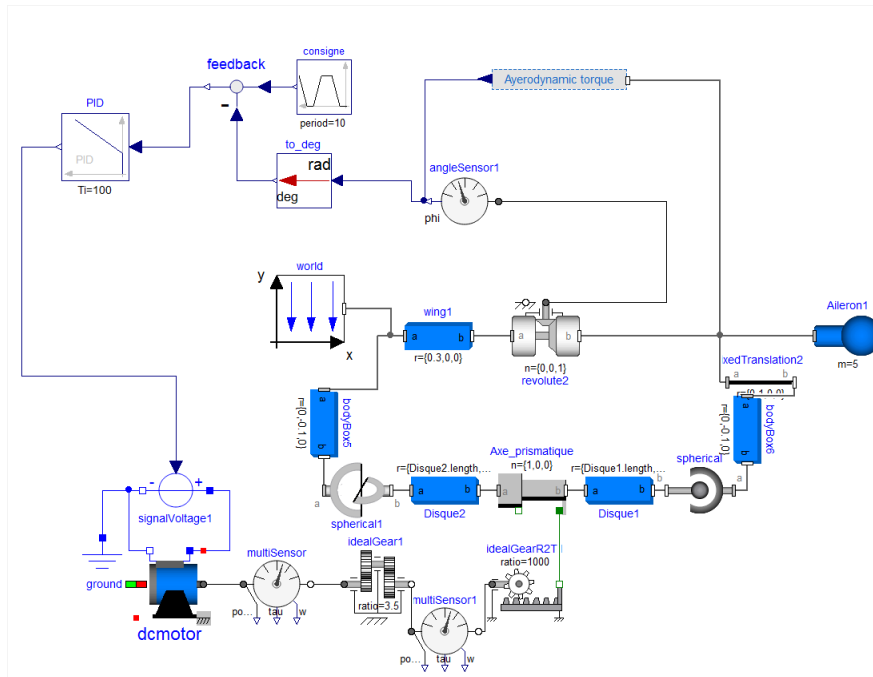 consigne
feedback
-
period=10
Ayerodynamic torque
PID
PID
Ti=100
to_deg
rad
deg
angleSensor1
phi
world
y
x
wing1
a
b
r={0.3,0,0}
a
b
n={0,0,1}
revolute2
Aileron1
m=5
xedTranslation2
a
b
r={0,-0.1,0}
a
b
bodyBox5
r={0,-0.1,0}
a
b
bodyBox6
Axe_prismatique
n={1,0,0}
r={Disque2.length,...
a
b
Disque2
a
b
r={Disque1.length,...
a
b
Disque1
spherical
b
a
a
b
spherical1
- +
signalVoltage1
ground
dcmotor
multiSensor
po...
tau
w
idealGear1
ratio=3.5
multiSensor1
po...
tau
w
idealGearR2T
ratio=1000